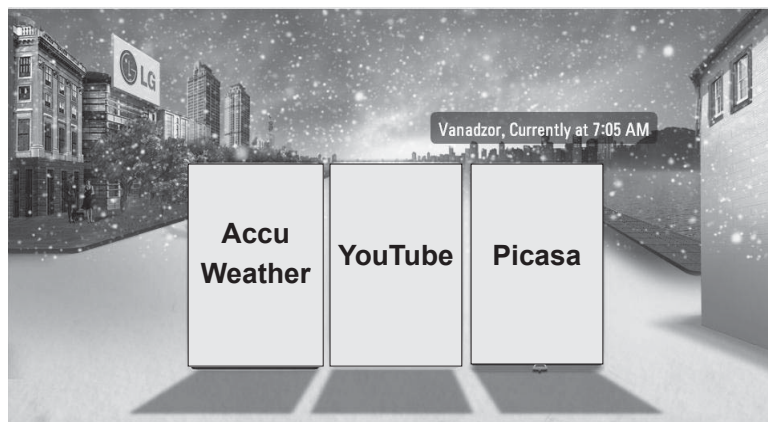 LG
Vanadzor, Currently at 7:05 AM
Accu
Weather
YouTube
Picasa